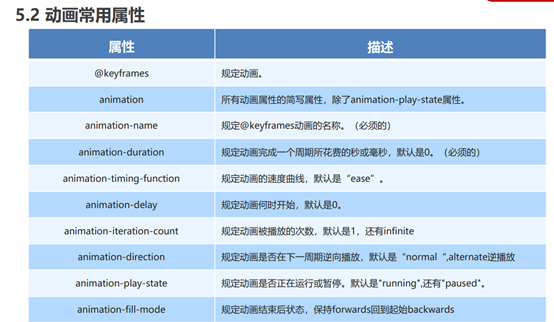 5.2 动画常用属性
属性 描述
@keyframes 规定动画。
animation 所有动画属性的简写属性，除了animation-play-state属性。
animation-name 规定@keyframes动画的名称。（必须的）
animation-duration 规定动画完成一个周期所花费的秒或毫秒，默认是0。（必须的）
animation-timing-function 规定动画的速度曲线，默认是“ease”。
animation-delay 规定动画何时开始，默认是0。
animation-iteration-count 规定动画被播放的次数，默认是1，还有infinite
animation-direction 规定动画是否在下一周期逆向播放，默认是“normal “,alternate逆播放
animation-play-state 规定动画是否正在运行或暂停。默认是"running",还有"paused"。
animation-fill-mode 规定动画结束后状态，保持forwards回到起始backwards